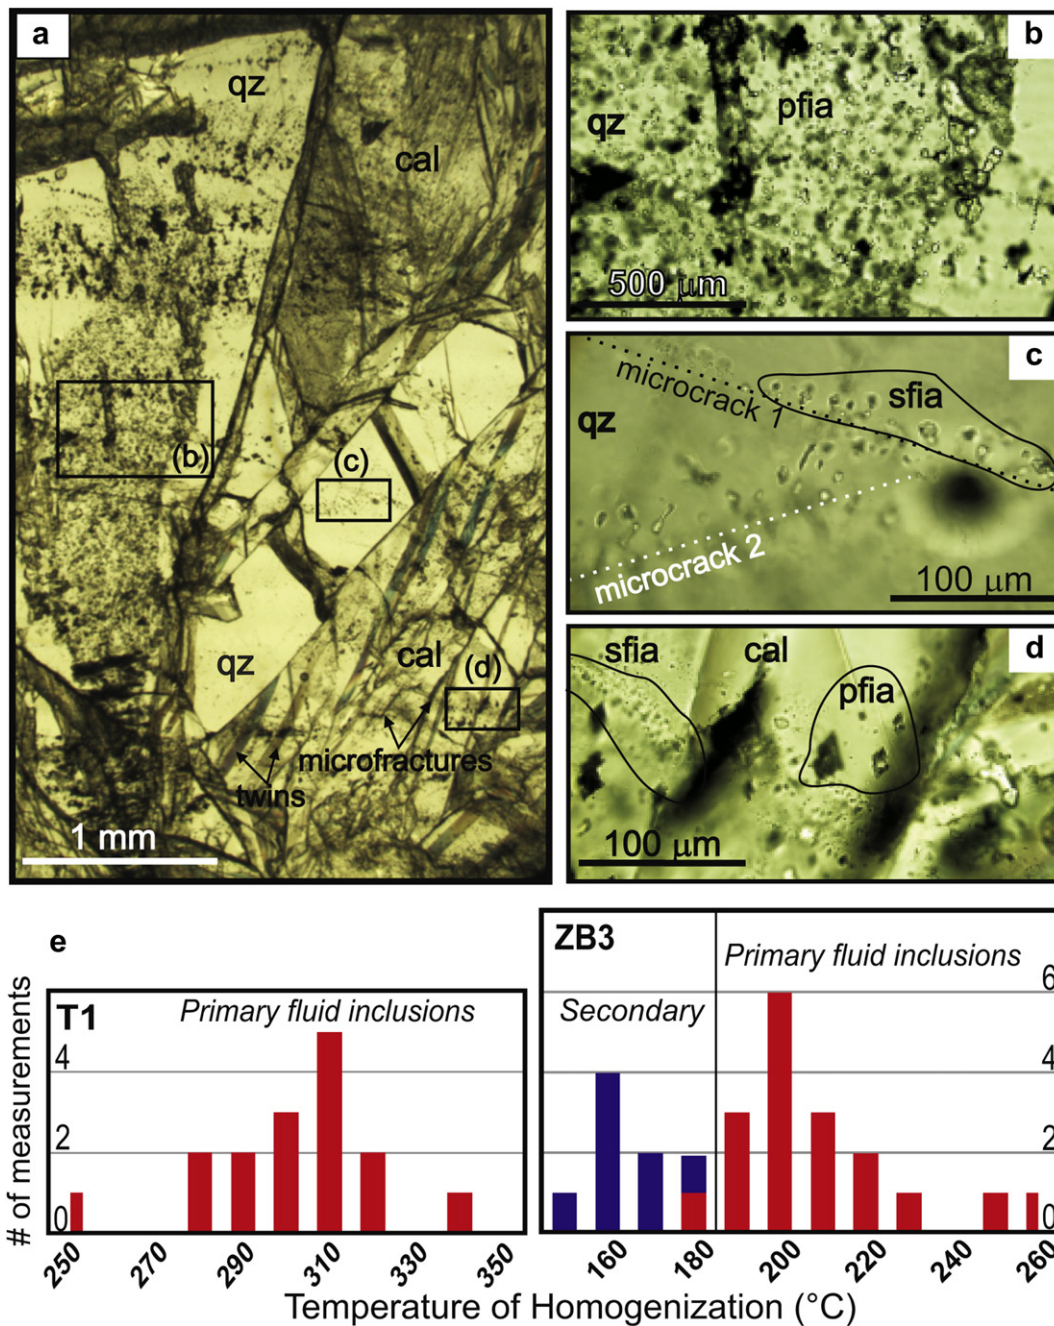 a
qz
cal
(b)
(c)
qz
cal
(d)
microfractures
twins
1 mm
b
qz
pfia
500 μm
c
microcrack 1
sfia
qz
microcrack 2
100 μm
d
sfia
cal
pfia
100 μm
e
# of measurements
T1
Primary fluid inclusions
4
2
0
250
270
290
310
330
350
ZB3
Secondary
Primary fluid inclusions
6
4
2
0
160
180
200
220
240
260
Temperature of Homogenization (°C)